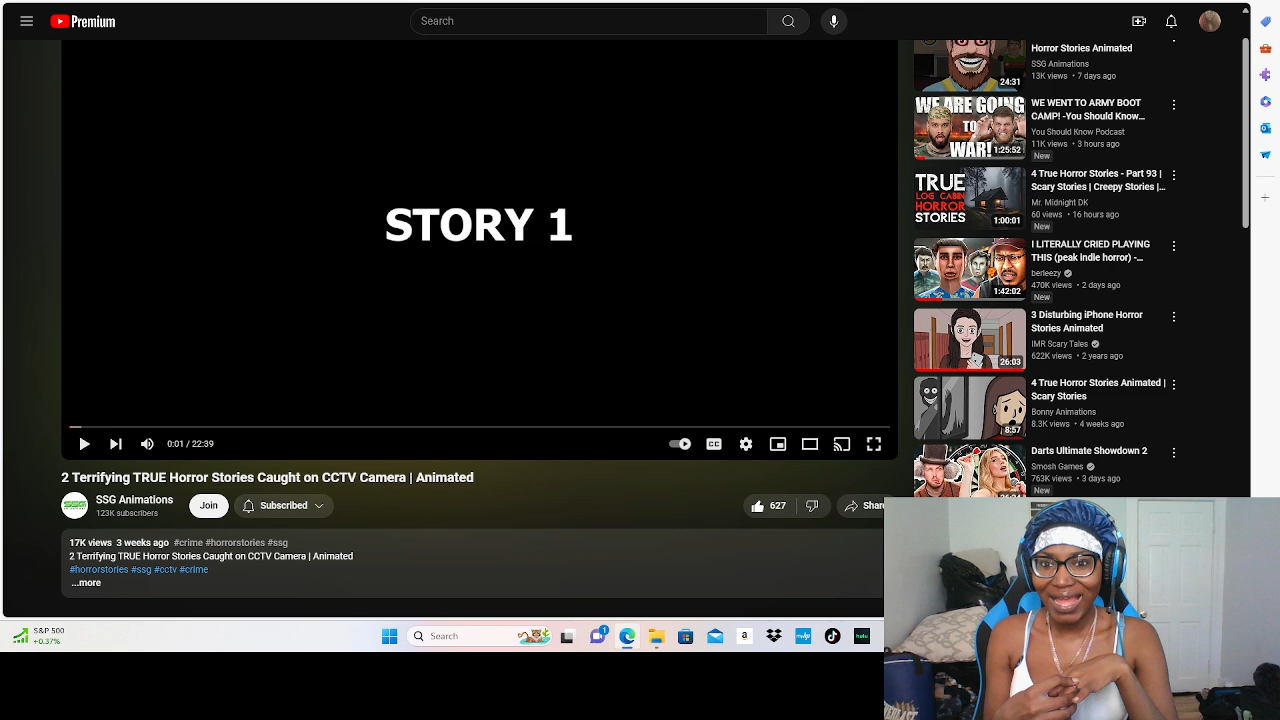 Premium
Search
STORY 1
0:01 / 22:39
CC
2 Terrifying TRUE Horror Stories Caught on CCTV Camera | Animated
SSG Animations
123K subscribers
Join
Subscribed
627
Share
17K views 3 weeks ago #crime #horrorstories #ssg
2 Terrifying TRUE Horror Stories Caught on CCTV Camera | Animated
#horrorstories #ssg #cctv #crime
...more
Horror Stories Animated
SSG Animations
13K views • 7 days ago
24:31
WE ARE GOING
TO
WAR!
1:25:52
WE WENT TO ARMY BOOT
CAMP! -You Should Know...
You Should Know Podcast
11K views • 3 hours ago
New
TRUE
LOG CABIN
HORROR
STORIES
1:00:01
4 True Horror Stories - Part 93 |
Scary Stories | Creepy Stories |...
Mr. Midnight DK
60 views • 16 hours ago
New
1:42:02
I LITERALLY CRIED PLAYING
THIS (peak indie horror) -...
berleezy
470K views • 2 days ago
New
26:03
3 Disturbing iPhone Horror
Stories Animated
IMR Scary Tales
622K views • 2 years ago
8:57
4 True Horror Stories Animated |
Scary Stories
Bonny Animations
8.3K views • 4 weeks ago
Darts Ultimate Showdown 2
Smosh Games
763K views • 3 days ago
New
S&P 500
+0.37%
Search
1
a
hulu